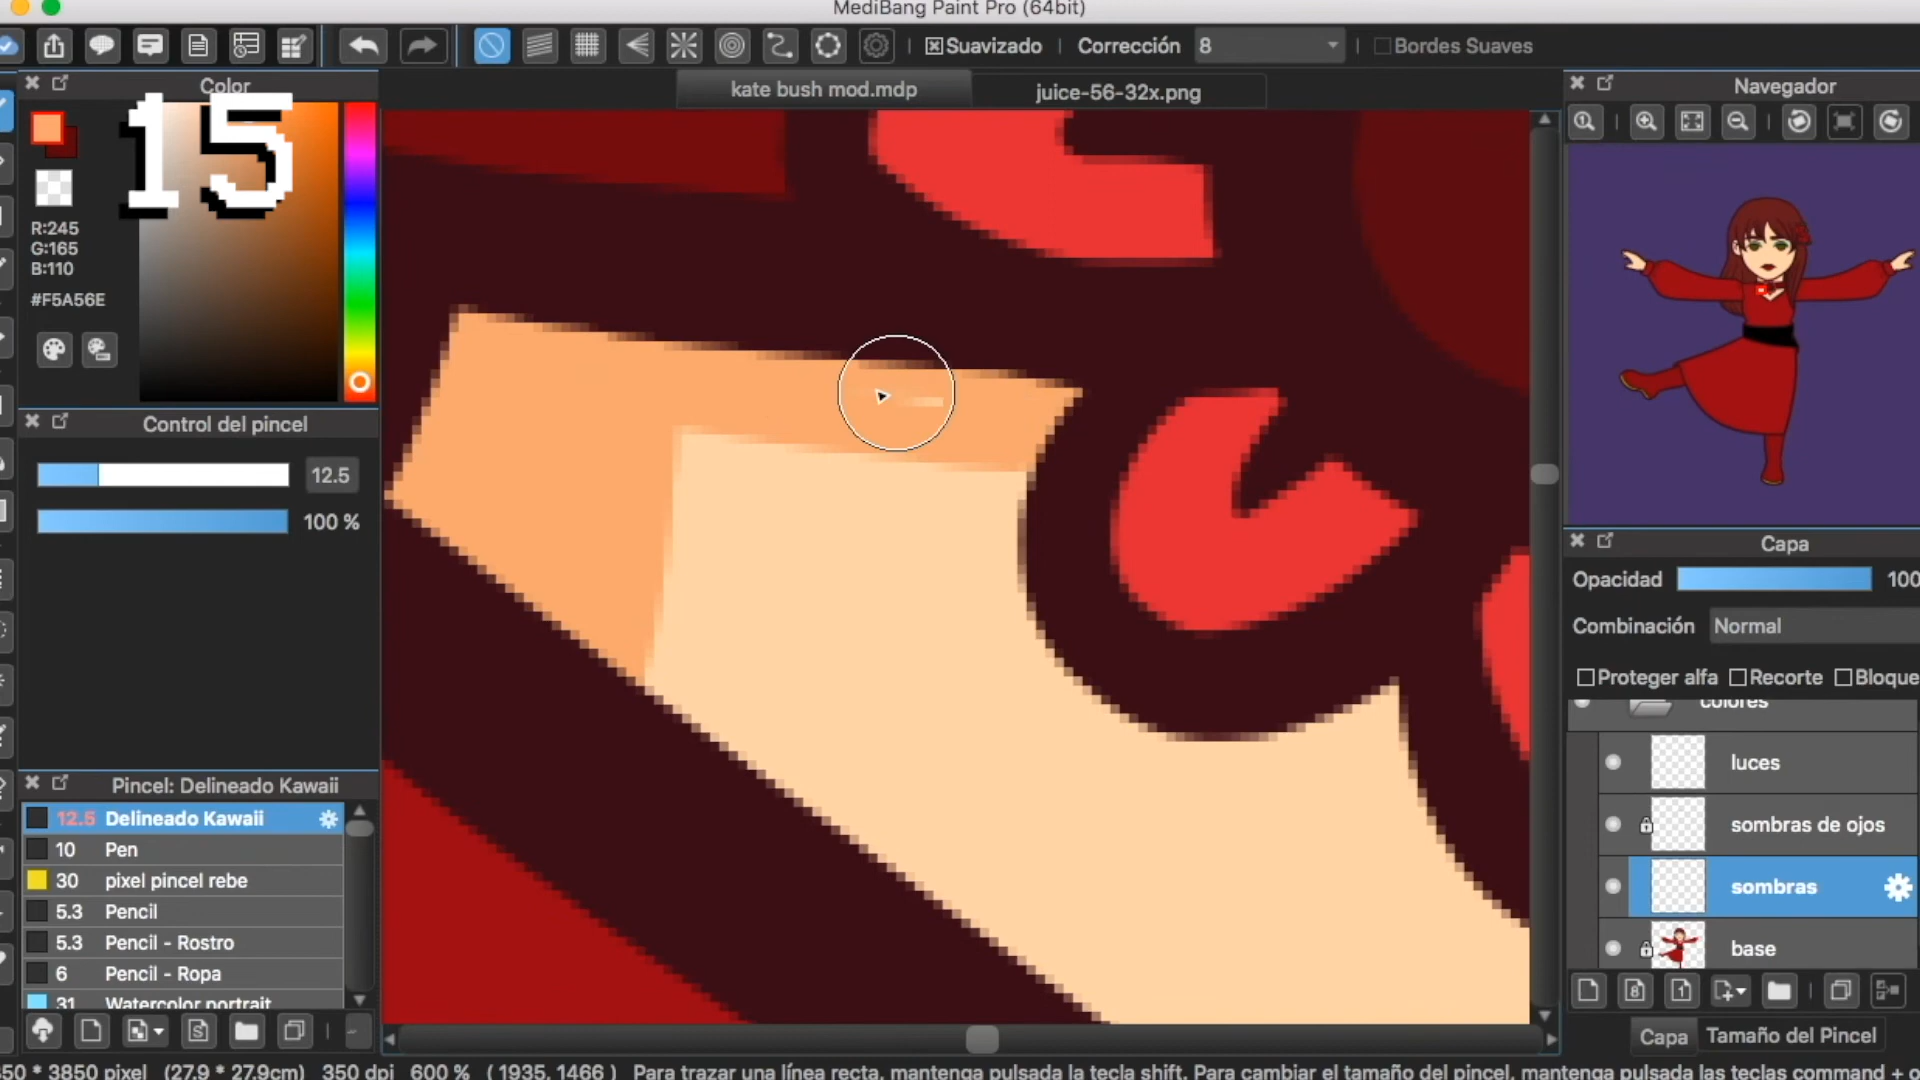 MediBang Paint Pro (64bit)
Suavizado
Corrección
8
Bordes Suaves
Color
15
R:245
G:165
B:110
#F5A56E
kate bush mod.mdp
juice-56-32x.png
Navegador
Control del pincel
12.5
100 %
Pincel: Delineado Kawaii
12.5 Delineado Kawaii
10 Pen
30 pixel pincel rebe
5.3 Pencil
5.3 Pencil - Rostro
6 Pencil - Ropa
31 Watercolor portrait
Capa
Opacidad 100
Combinación Normal
Proteger alfa Recorte Bloque
colores
luces
sombras de ojos
sombras
base
Capa Tamaño del Pincel
50 * 3850 pixel (27.9 * 27.9cm) 350 dpi 600 % ( 1935, 1466 ) Para trazar una línea recta, mantenga pulsada la tecla shift. Para cambiar el tamaño del pincel, mantenga pulsadas las teclas command + o